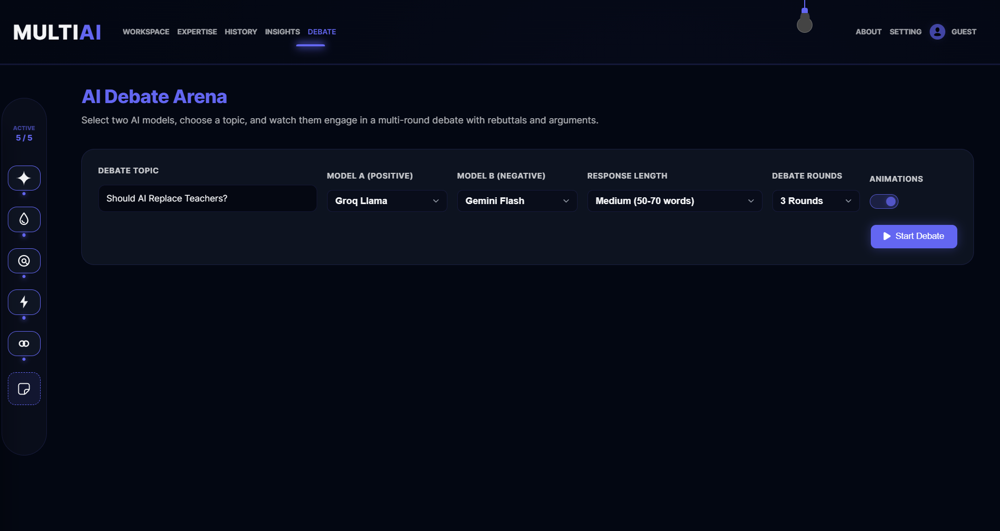 MULTIAI
WORKSPACE EXPERTISE HISTORY INSIGHTS DEBATE
ABOUT SETTING GUEST
ACTIVE
5 / 5
AI Debate Arena
Select two AI models, choose a topic, and watch them engage in a multi-round debate with rebuttals and arguments.
DEBATE TOPIC
Should AI Replace Teachers?
MODEL A (POSITIVE)
Groq Llama
MODEL B (NEGATIVE)
Gemini Flash
RESPONSE LENGTH
Medium (50-70 words)
DEBATE ROUNDS
3 Rounds
ANIMATIONS
Start Debate